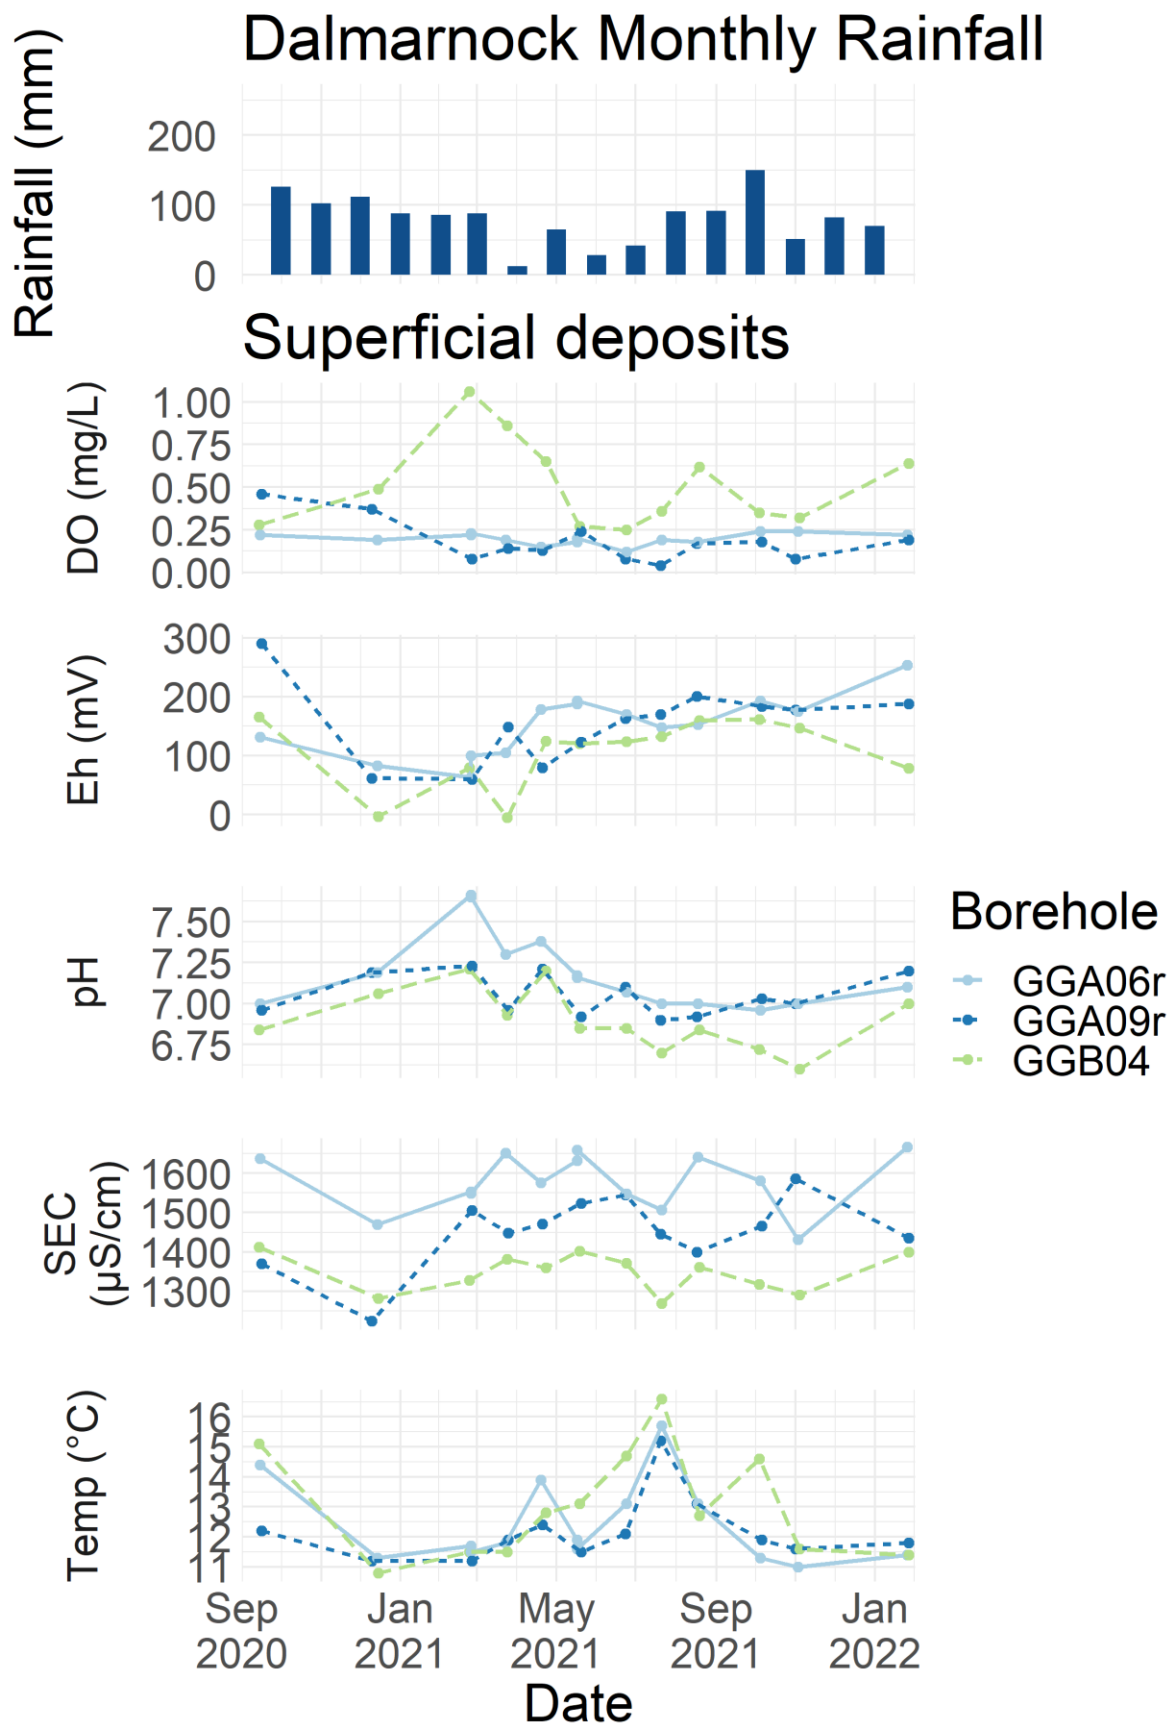 Dalmarnock Monthly Rainfall
Rainfall (mm)
200
100
0
Superficial deposits
DO (mg/L)
1.00
0.75
0.50
0.25
0.00
Eh (mV)
300
200
100
0
pH
7.50
7.25
7.00
6.75
Borehole
GGA06r
GGA09r
GGB04
SEC
(µS/cm)
1600
1500
1400
1300
Temp (°C)
16
15
14
13
12
11
Sep Jan May Sep Jan
2020 2021 2021 2021 2022
Date